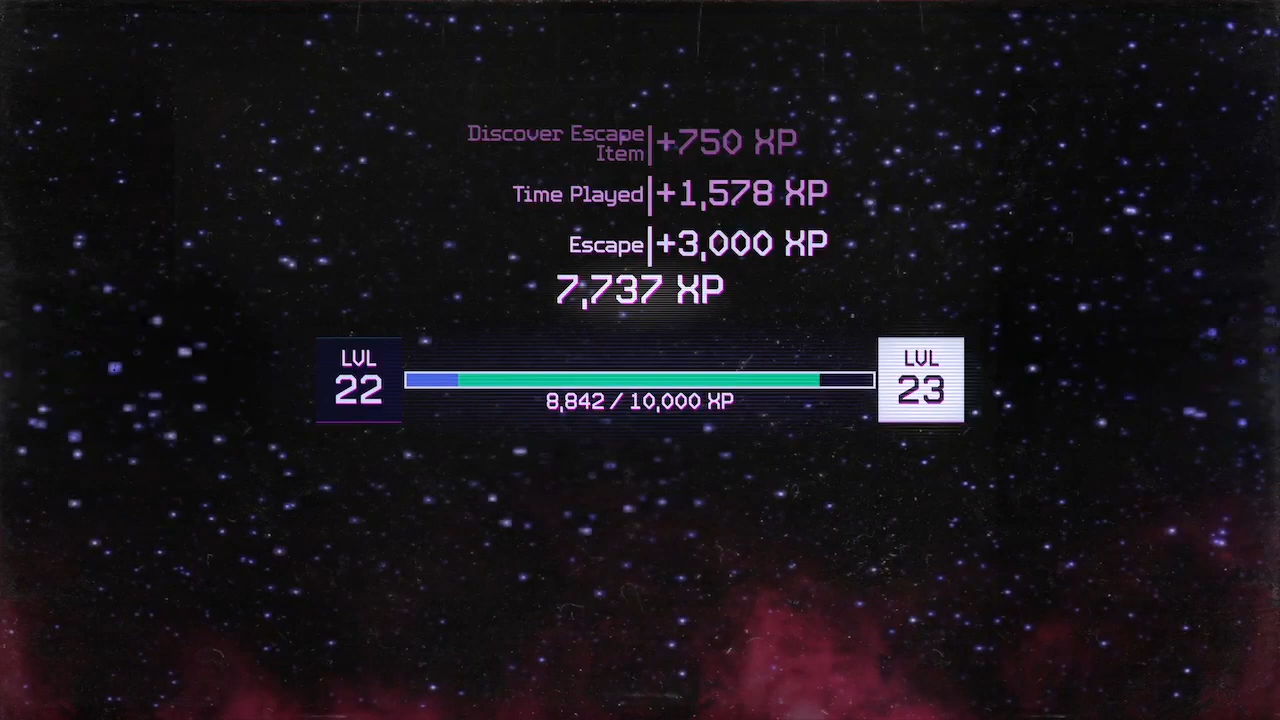 Discover Escape +750 XP
Item
Time Played +1,578 XP
Escape +3,000 XP
7,737 XP
LVL
22
LVL
23
8,842 / 10,000 XP